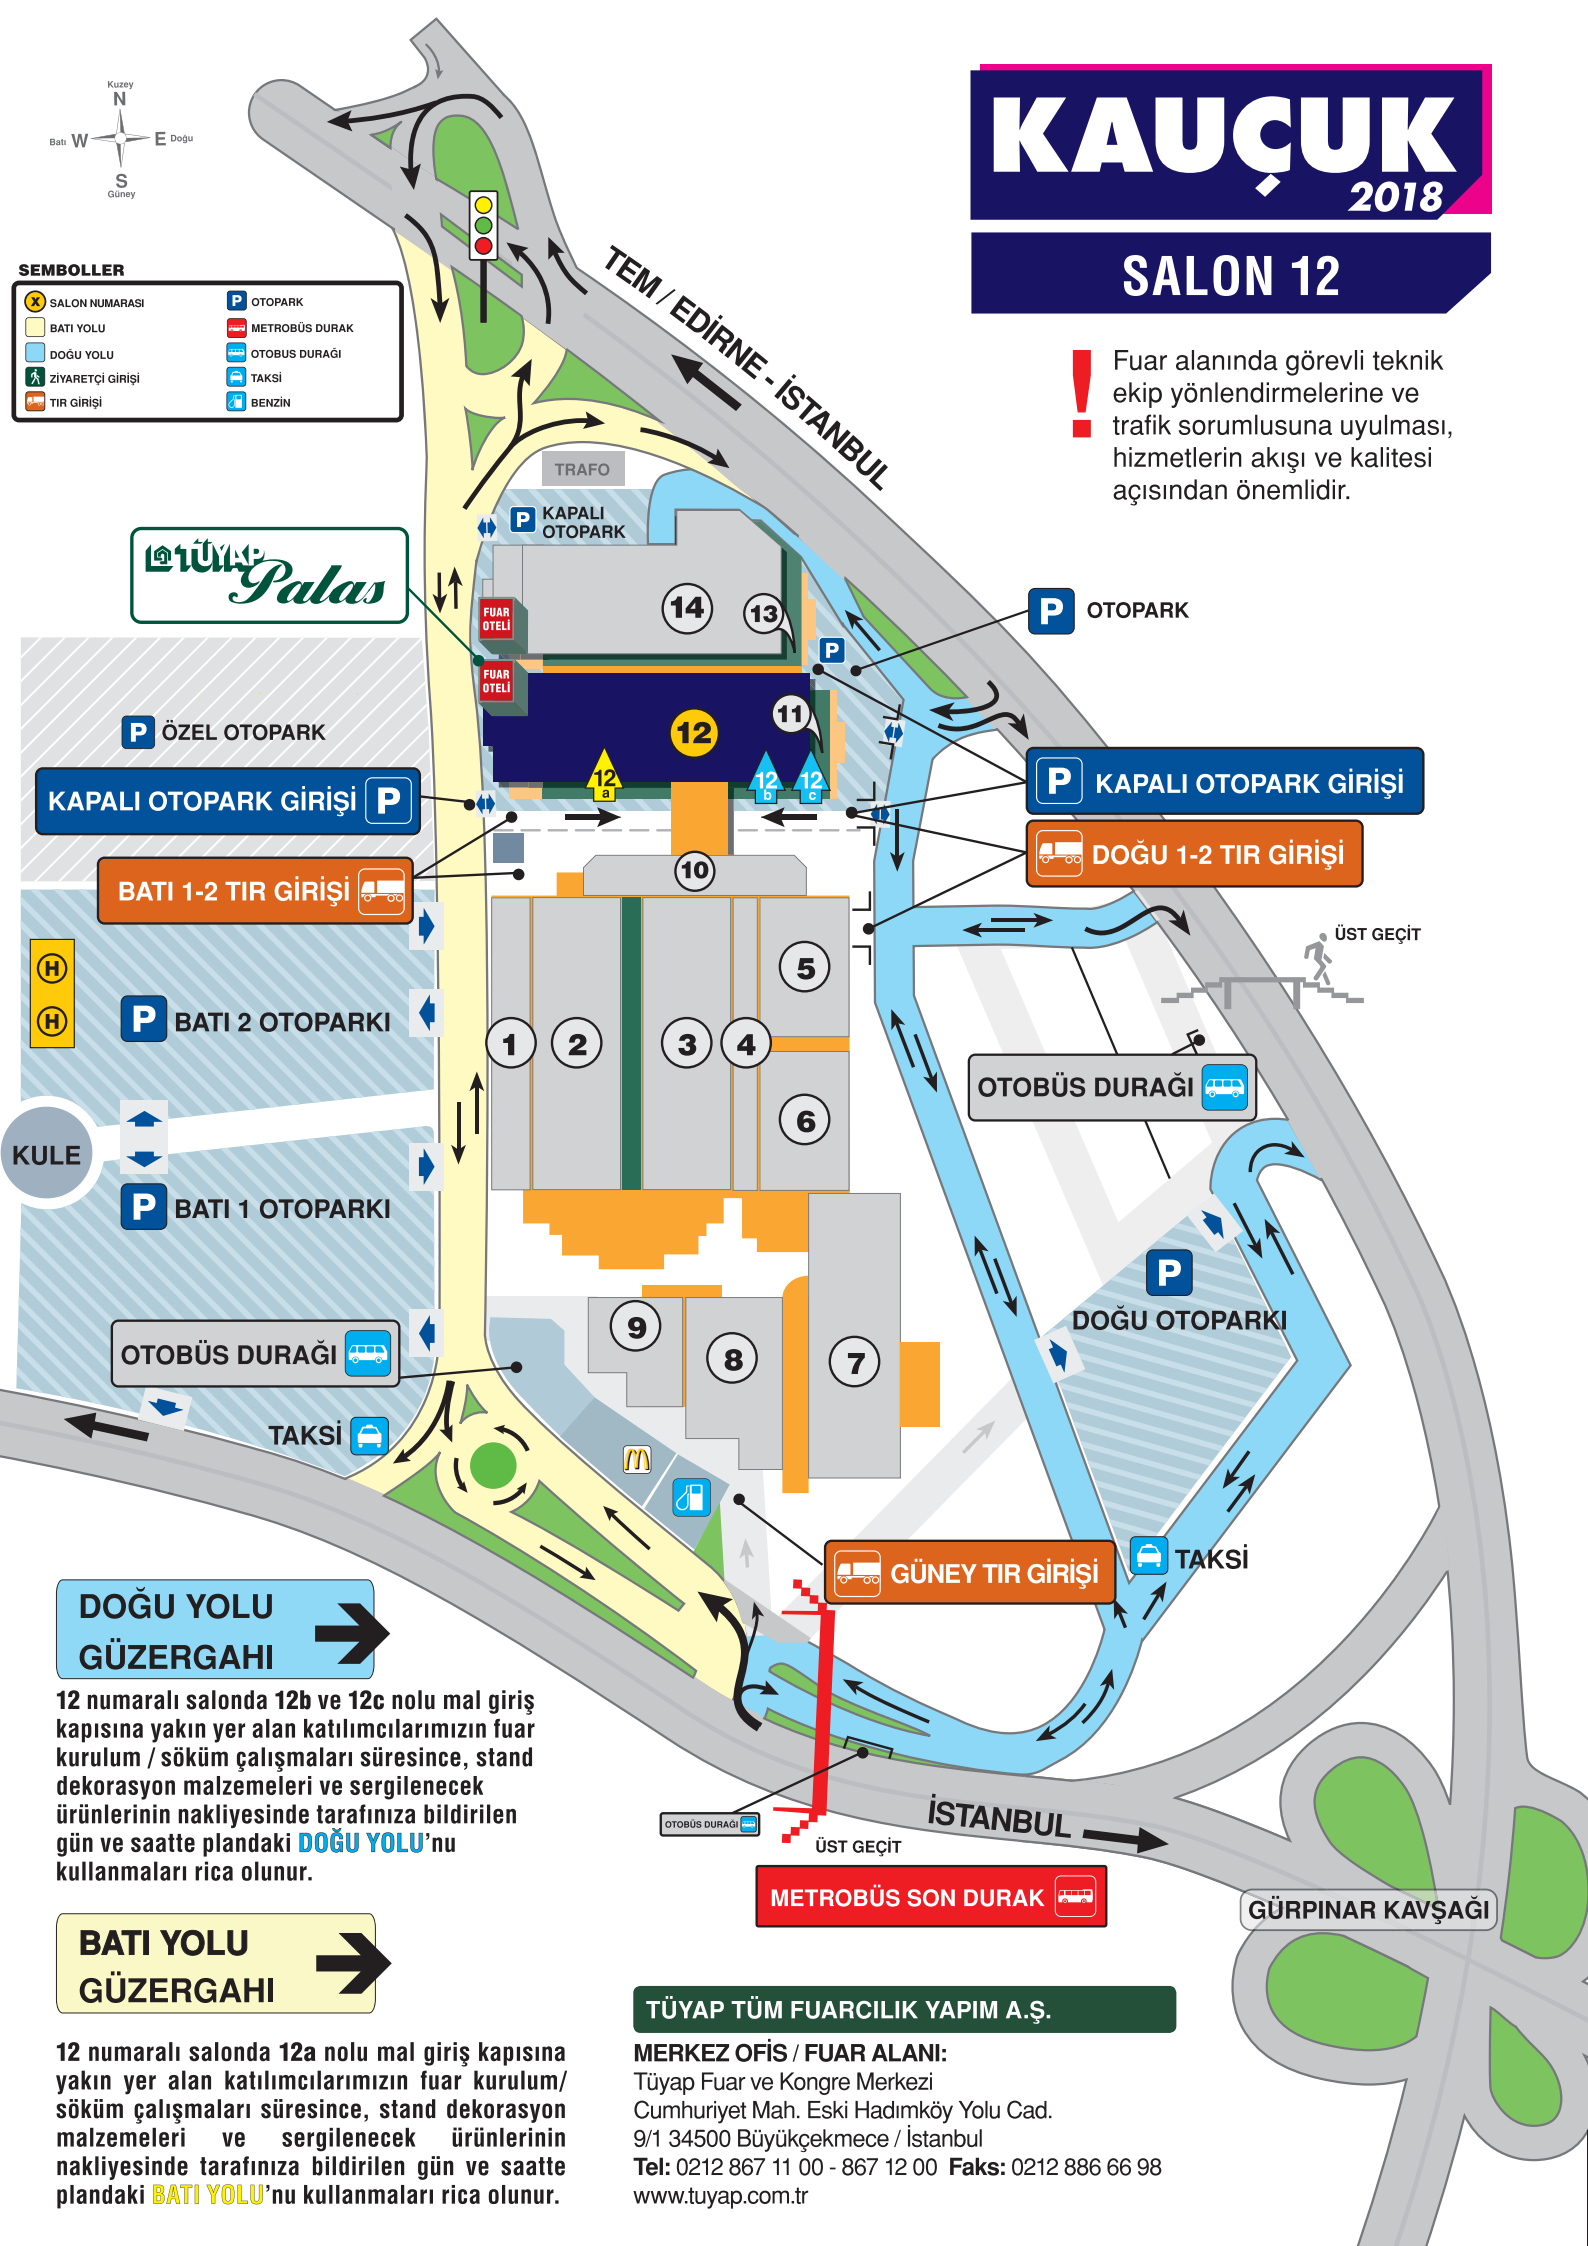 Kuzey
N
Batı W E Doğu
S
Güney
KAUÇUK
2018
SALON 12
SEMBOLLER
X SALON NUMARASI
BATI YOLU
DOĞU YOLU
ZİYARETÇİ GİRİŞİ
TIR GİRİŞİ
P OTOPARK
METROBÜS DURAK
OTOBUS DURAĞI
TAKSİ
BENZİN
! Fuar alanında görevli teknik
ekip yönlendirmelerine ve
trafik sorumlusuna uyulması,
hizmetlerin akışı ve kalitesi
açısından önemlidir.
TEM / EDİRNE - İSTANBUL
TRAFO
P KAPALI
OTOPARK
TÜYAP
Palas
FUAR
OTELİ
FUAR
OTELİ
14
13
P
P OTOPARK
11
12
12
a
12
b
12
c
P ÖZEL OTOPARK
KAPALI OTOPARK GİRİŞİ P
P KAPALI OTOPARK GİRİŞİ
BATI 1-2 TIR GİRİŞİ
DOĞU 1-2 TIR GİRİŞİ
10
ÜST GEÇİT
H
H
P BATI 2 OTOPARKI
1
2
3
4
5
6
OTOBÜS DURAĞI
KULE
P BATI 1 OTOPARKI
P
DOĞU OTOPARKI
9
8
7
OTOBÜS DURAĞI
TAKSİ
GÜNEY TIR GİRİŞİ
TAKSİ
OTOBÜS DURAĞI
ÜST GEÇİT
İSTANBUL
METROBÜS SON DURAK
GÜRPINAR KAVŞAĞI
DOĞU YOLU
GÜZERGAHI
12 numaralı salonda 12b ve 12c nolu mal giriş
kapısına yakın yer alan katılımcılarımızın fuar
kurulum / söküm çalışmaları süresince, stand
dekorasyon malzemeleri ve sergilenecek
ürünlerinin nakliyesinde tarafınıza bildirilen
gün ve saatte plandaki DOĞU YOLU’nu
kullanmaları rica olunur.
BATI YOLU
GÜZERGAHI
12 numaralı salonda 12a nolu mal giriş kapısına
yakın yer alan katılımcılarımızın fuar kurulum/
söküm çalışmaları süresince, stand dekorasyon
malzemeleri ve sergilenecek ürünlerinin
nakliyesinde tarafınıza bildirilen gün ve saatte
plandaki BATI YOLU’nu kullanmaları rica olunur.
TÜYAP TÜM FUARCILIK YAPIM A.Ş.
MERKEZ OFİS / FUAR ALANI:
Tüyap Fuar ve Kongre Merkezi
Cumhuriyet Mah. Eski Hadımköy Yolu Cad.
9/1 34500 Büyükçekmece / İstanbul
Tel: 0212 867 11 00 - 867 12 00 Faks: 0212 886 66 98
www.tuyap.com.tr